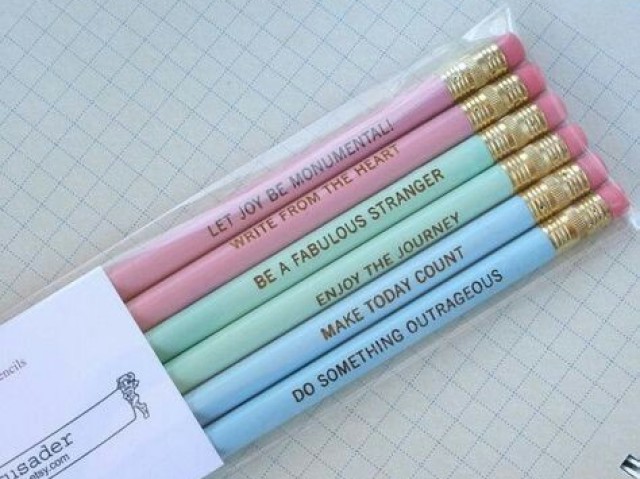 LET JOY BE MONUMENTAL!
WRITE FROM THE HEART
BE A FABULOUS STRANGER
ENJOY THE JOURNEY
MAKE TODAY COUNT
DO SOMETHING OUTRAGEOUS